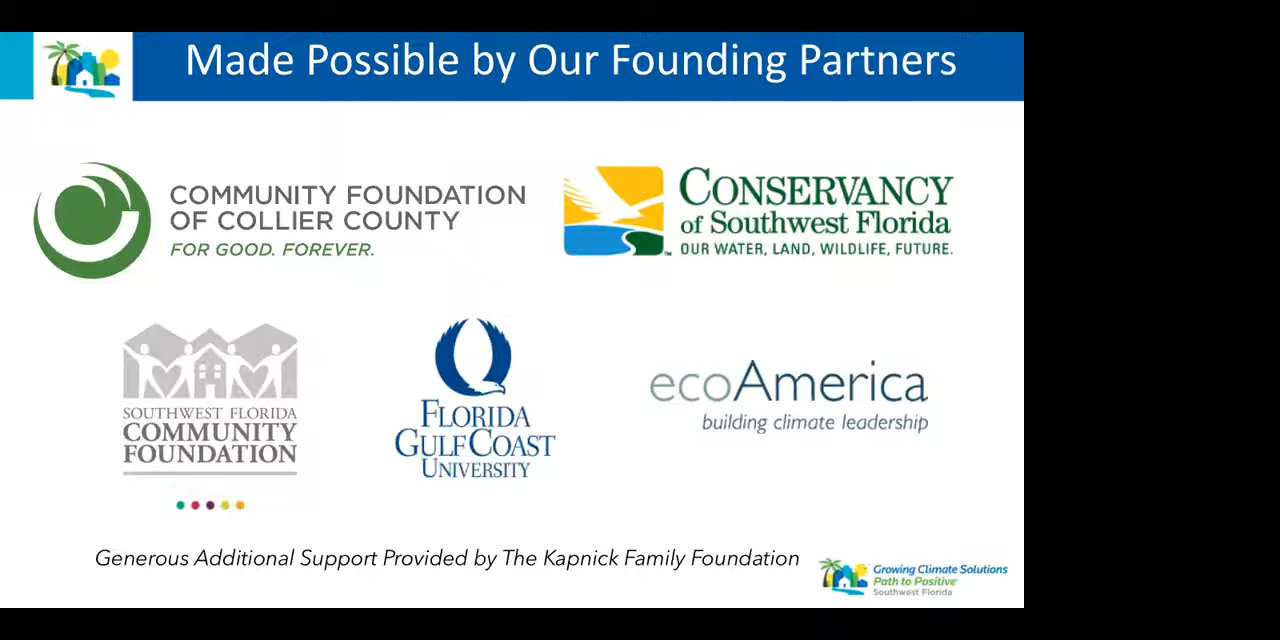 Made Possible by Our Founding Partners
COMMUNITY FOUNDATION
OF COLLIER COUNTY
FOR GOOD. FOREVER.
CONSERVANCY
of Southwest Florida
OUR WATER, LAND, WILDLIFE, FUTURE.
TM
SOUTHWEST FLORIDA
COMMUNITY
FOUNDATION
FLORIDA
GULF COAST
UNIVERSITY
ecoAmerica
building climate leadership
Generous Additional Support Provided by The Kapnick Family Foundation
Growing Climate Solutions
Path to Positive
Southwest Florida